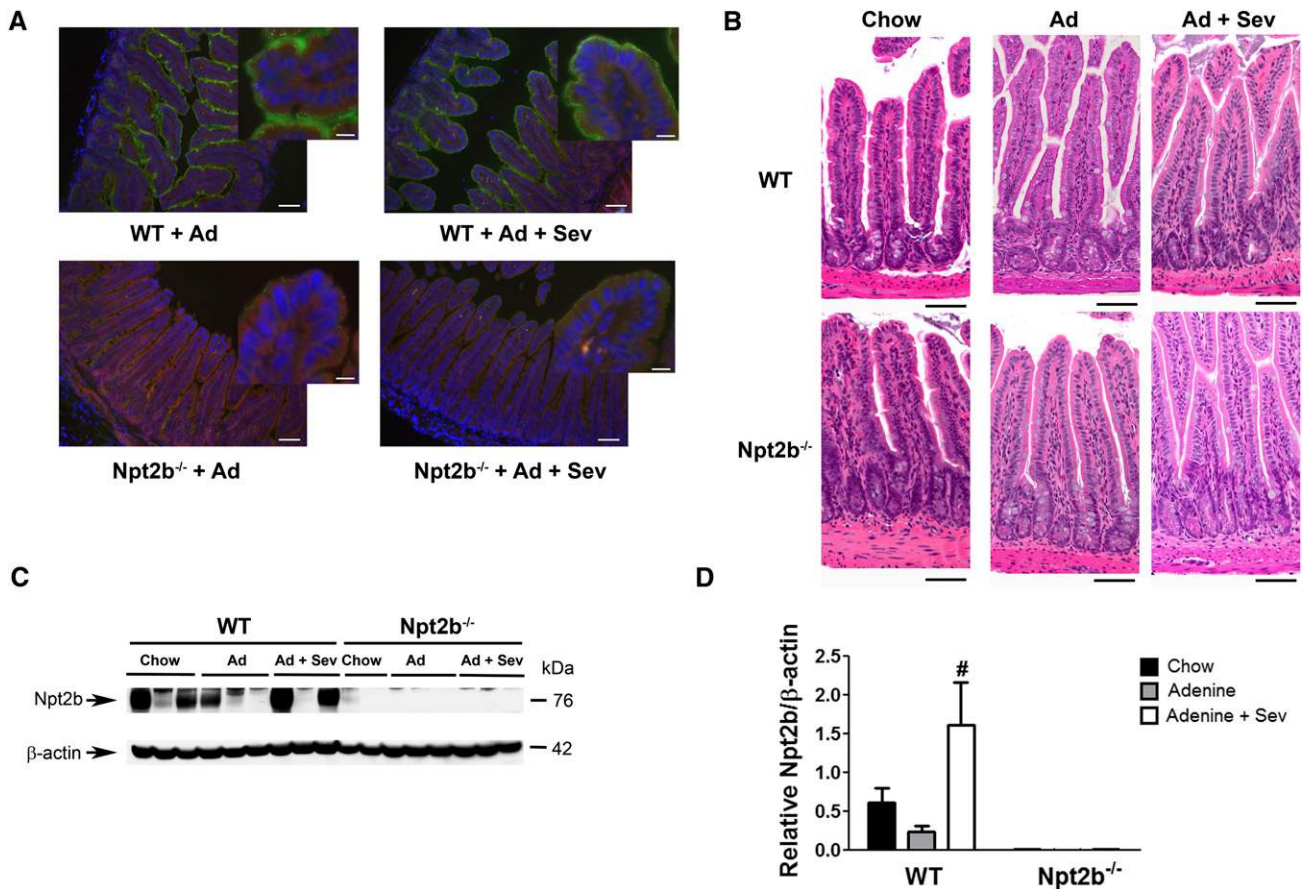 A
WT + Ad
WT + Ad + Sev
Npt2b-/- + Ad
Npt2b-/- + Ad + Sev
B
Chow
Ad
Ad + Sev
WT
Npt2b-/-
C
WT
Npt2b-/-
Chow
Ad
Ad + Sev
Chow
Ad
Ad + Sev
kDa
Npt2b
76
β-actin
42
D
Relative Npt2b/β-actin
2.5
2.0
1.5
1.0
0.5
0.0
#
WT
Npt2b-/-
Chow
Adenine
Adenine + Sev